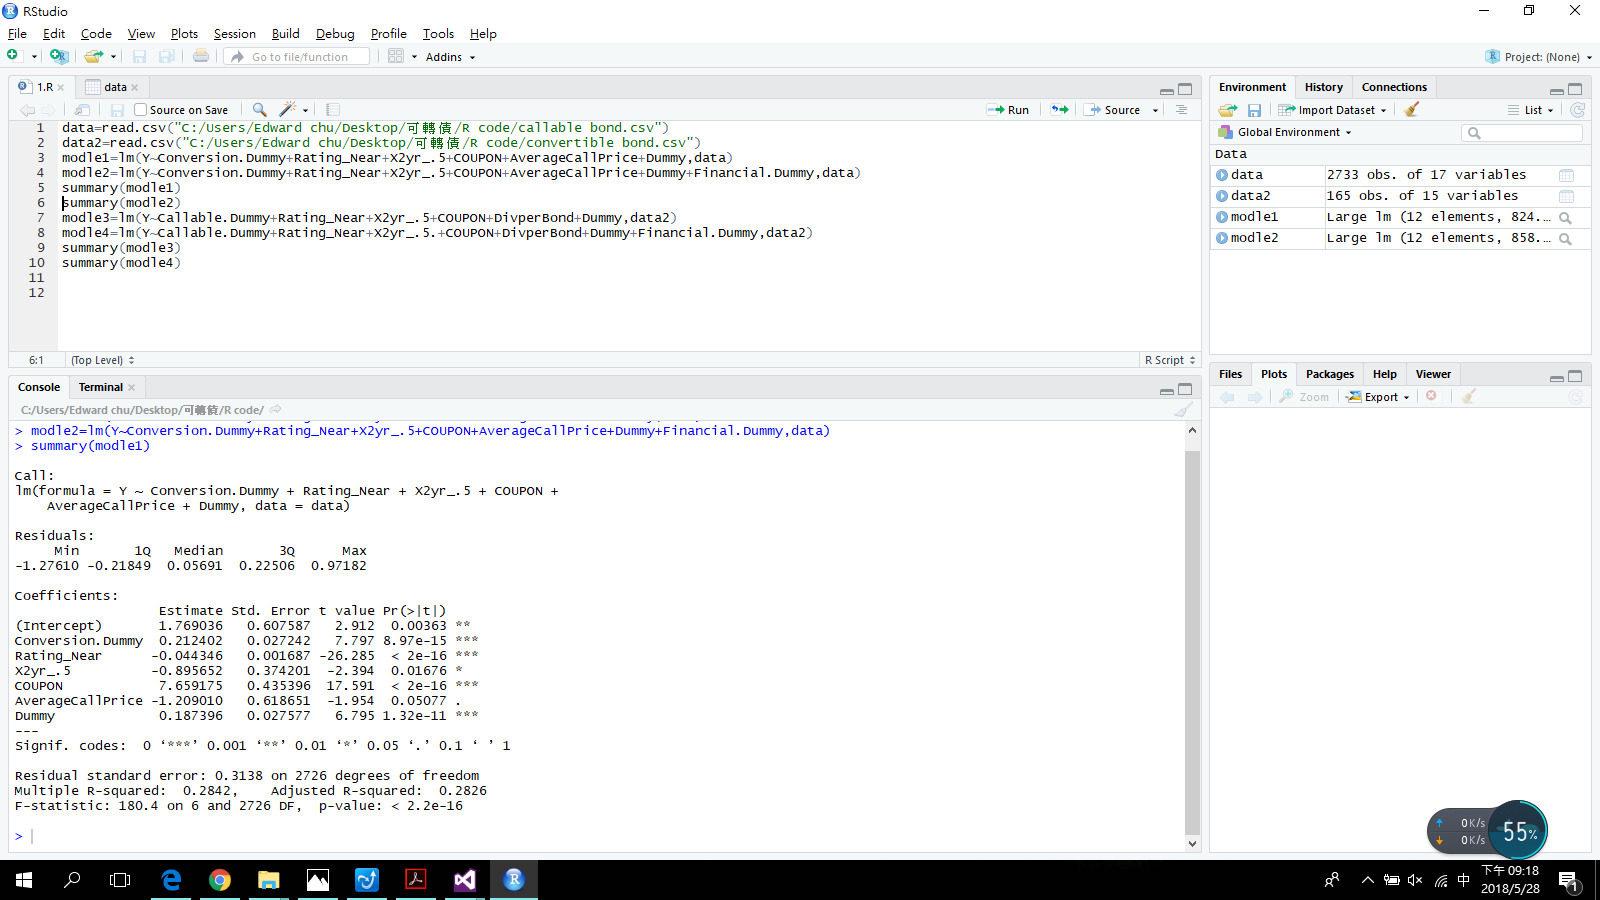 RStudio
File Edit Code View Plots Session Build Debug Profile Tools Help
Go to file/function Addins Project: (None)
1.R data
Source on Save Run Source
1 data=read.csv("C:/Users/Edward chu/Desktop/可轉債/R code/callable bond.csv")
2 data2=read.csv("C:/Users/Edward chu/Desktop/可轉債/R code/convertible bond.csv")
3 modle1=lm(Y~Conversion.Dummy+Rating_Near+X2yr_.5+COUPON+AverageCallPrice+Dummy,data)
4 modle2=lm(Y~Conversion.Dummy+Rating_Near+X2yr_.5+COUPON+AverageCallPrice+Dummy+Financial.Dummy,data)
5 summary(modle1)
6 summary(modle2)
7 modle3=lm(Y~Callable.Dummy+Rating_Near+X2yr_.5+COUPON+DivperBond+Dummy,data2)
8 modle4=lm(Y~Callable.Dummy+Rating_Near+X2yr_.5.+COUPON+DivperBond+Dummy+Financial.Dummy,data2)
9 summary(modle3)
10 summary(modle4)
11
12
6:1 (Top Level) R Script
Console Terminal
C:/Users/Edward chu/Desktop/可轉債/R code/
> modle2=lm(Y~Conversion.Dummy+Rating_Near+X2yr_.5+COUPON+AverageCallPrice+Dummy+Financial.Dummy,data)
> summary(modle1)
Call:
lm(formula = Y ~ Conversion.Dummy + Rating_Near + X2yr_.5 + COUPON +
AverageCallPrice + Dummy, data = data)
Residuals:
Min 1Q Median 3Q Max
-1.27610 -0.21849 0.05691 0.22506 0.97182
Coefficients:
Estimate Std. Error t value Pr(>|t|)
(Intercept) 1.769036 0.607587 2.912 0.00363 **
Conversion.Dummy 0.212402 0.027242 7.797 8.97e-15 ***
Rating_Near -0.044346 0.001687 -26.285 < 2e-16 ***
X2yr_.5 -0.895652 0.374201 -2.394 0.01676 *
COUPON 7.659175 0.435396 17.591 < 2e-16 ***
AverageCallPrice -1.209010 0.618651 -1.954 0.05077 .
Dummy 0.187396 0.027577 6.795 1.32e-11 ***
---
Signif. codes: 0 ‘***’ 0.001 ‘**’ 0.01 ‘*’ 0.05 ‘.’ 0.1 ‘ ’ 1
Residual standard error: 0.3138 on 2726 degrees of freedom
Multiple R-squared: 0.2842, Adjusted R-squared: 0.2826
F-statistic: 180.4 on 6 and 2726 DF, p-value: < 2.2e-16
>
Environment History Connections
Import Dataset List
Global Environment
Data
data 2733 obs. of 17 variables
data2 165 obs. of 15 variables
modle1 Large lm (12 elements, 824.…
modle2 Large lm (12 elements, 858.…
Files Plots Packages Help Viewer
Zoom Export
0K/s
0K/s
55%
中
下午 09:18
2018/5/28
1